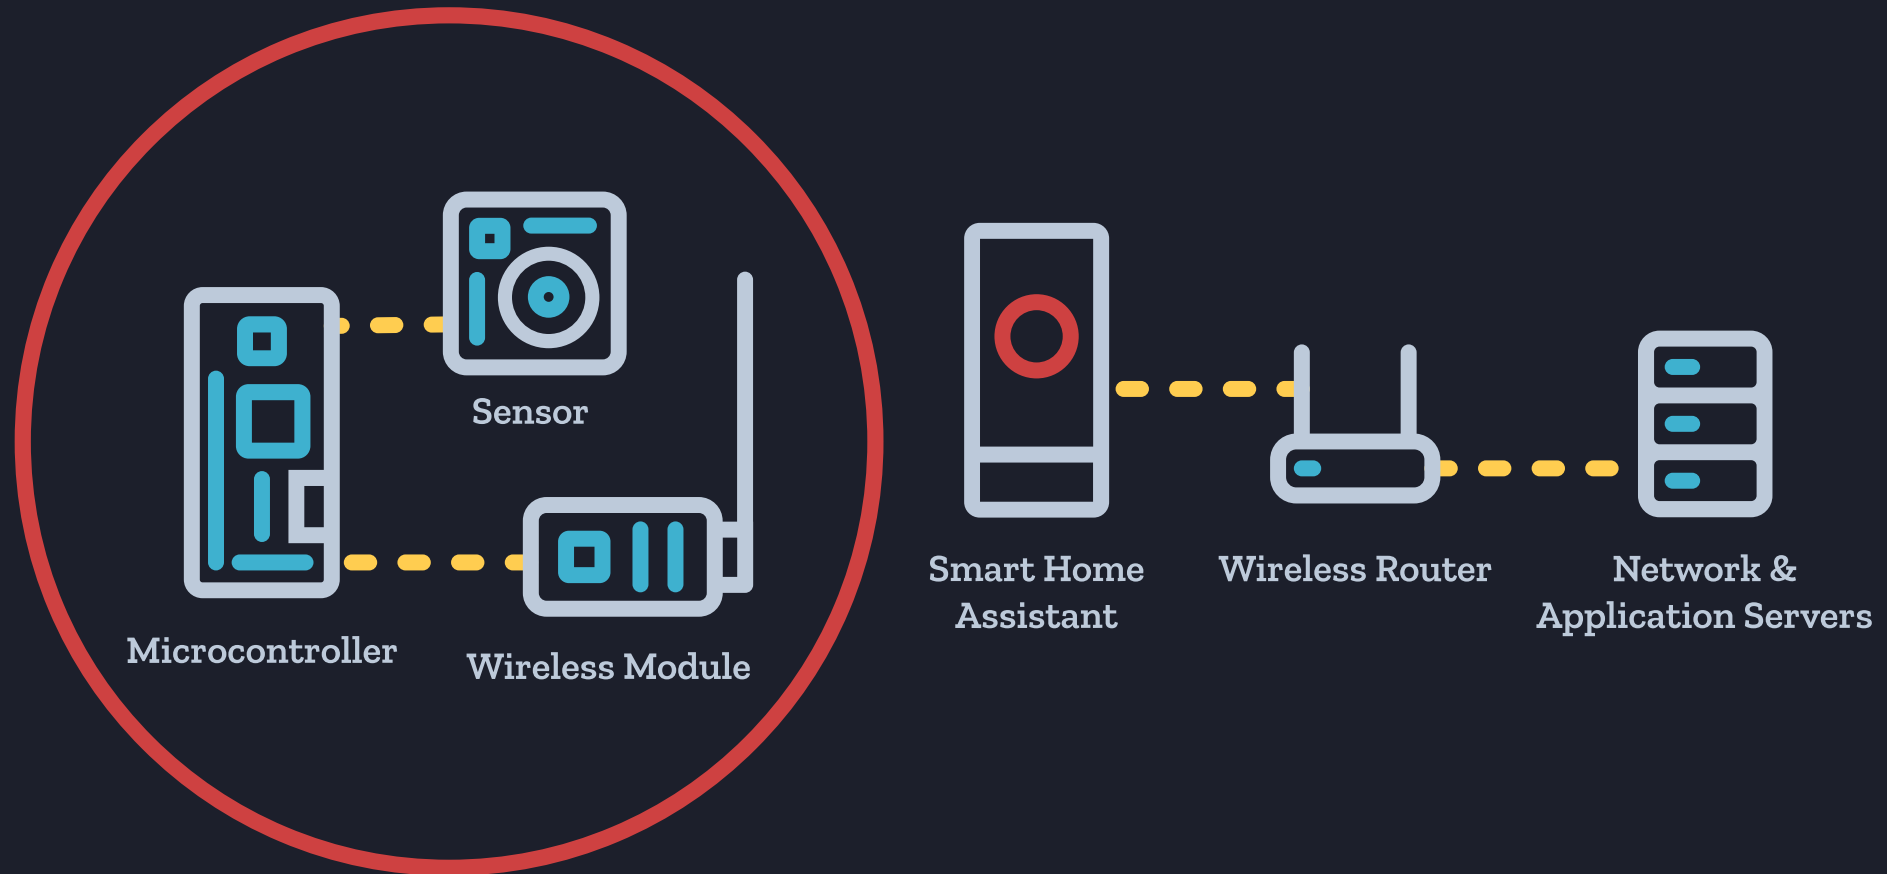 Sensor
Microcontroller
Wireless Module
Smart Home
Assistant
Wireless Router
Network &
Application Servers